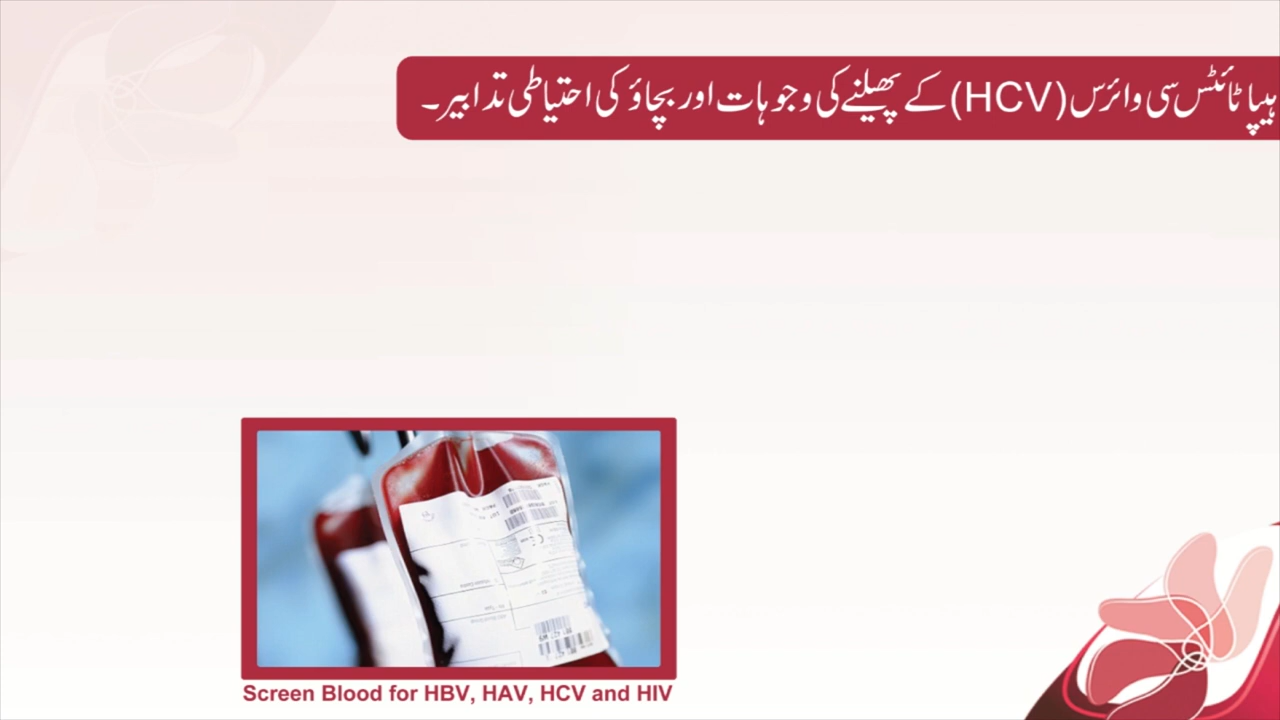 ہیپاٹائٹس سی وائرس (HCV) کے پھیلنے کی وجوہات اور بچاؤ کی احتیاطی تدابیر۔
Screen Blood for HBV, HAV, HCV and HIV